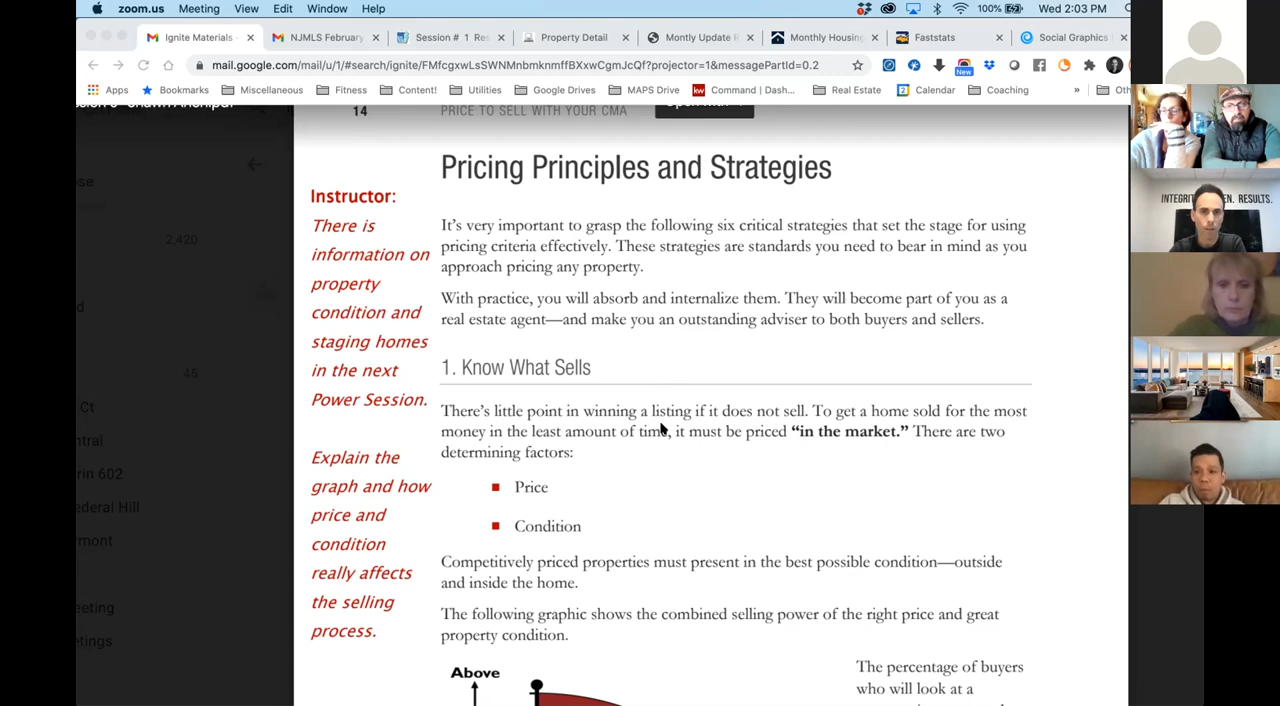 zoom.us Meeting View Edit Window Help 100% Wed 2:03 PM
Ignite Materials - NJMLS February Session # 1 Property Detail Montly Update R Monthly Housing Faststats Social Graphics
mail.google.com/mail/u/1/#search/ignite/FMfcgxwLsSWNMnbmknmffBXxwCgmJcQf?projector=1&messagePartId=0.2
New
Apps Bookmarks Miscellaneous Fitness Content! Utilities Google Drives MAPS Drive kw Command | Dash... Real Estate 2 Calendar Coaching »
14 PRICE TO SELL WITH YOUR CMA
2,420
45
Ct
rin 602
Pricing Principles and Strategies
Instructor:
There is
information on
property
condition and
staging homes
in the next
Power Session.
Explain the
graph and how
price and
condition
really affects
the selling
process.
It’s very important to grasp the following six critical strategies that set the stage for using
pricing criteria effectively. These strategies are standards you need to bear in mind as you
approach pricing any property.
With practice, you will absorb and internalize them. They will become part of you as a
real estate agent—and make you an outstanding adviser to both buyers and sellers.
1. Know What Sells
There’s little point in winning a listing if it does not sell. To get a home sold for the most
money in the least amount of time, it must be priced “in the market.” There are two
determining factors:
■ Price
■ Condition
Competitively priced properties must present in the best possible condition—outside
and inside the home.
The following graphic shows the combined selling power of the right price and great
property condition.
Above
The percentage of buyers
who will look at a
INTEGRIT EN. RESULTS.